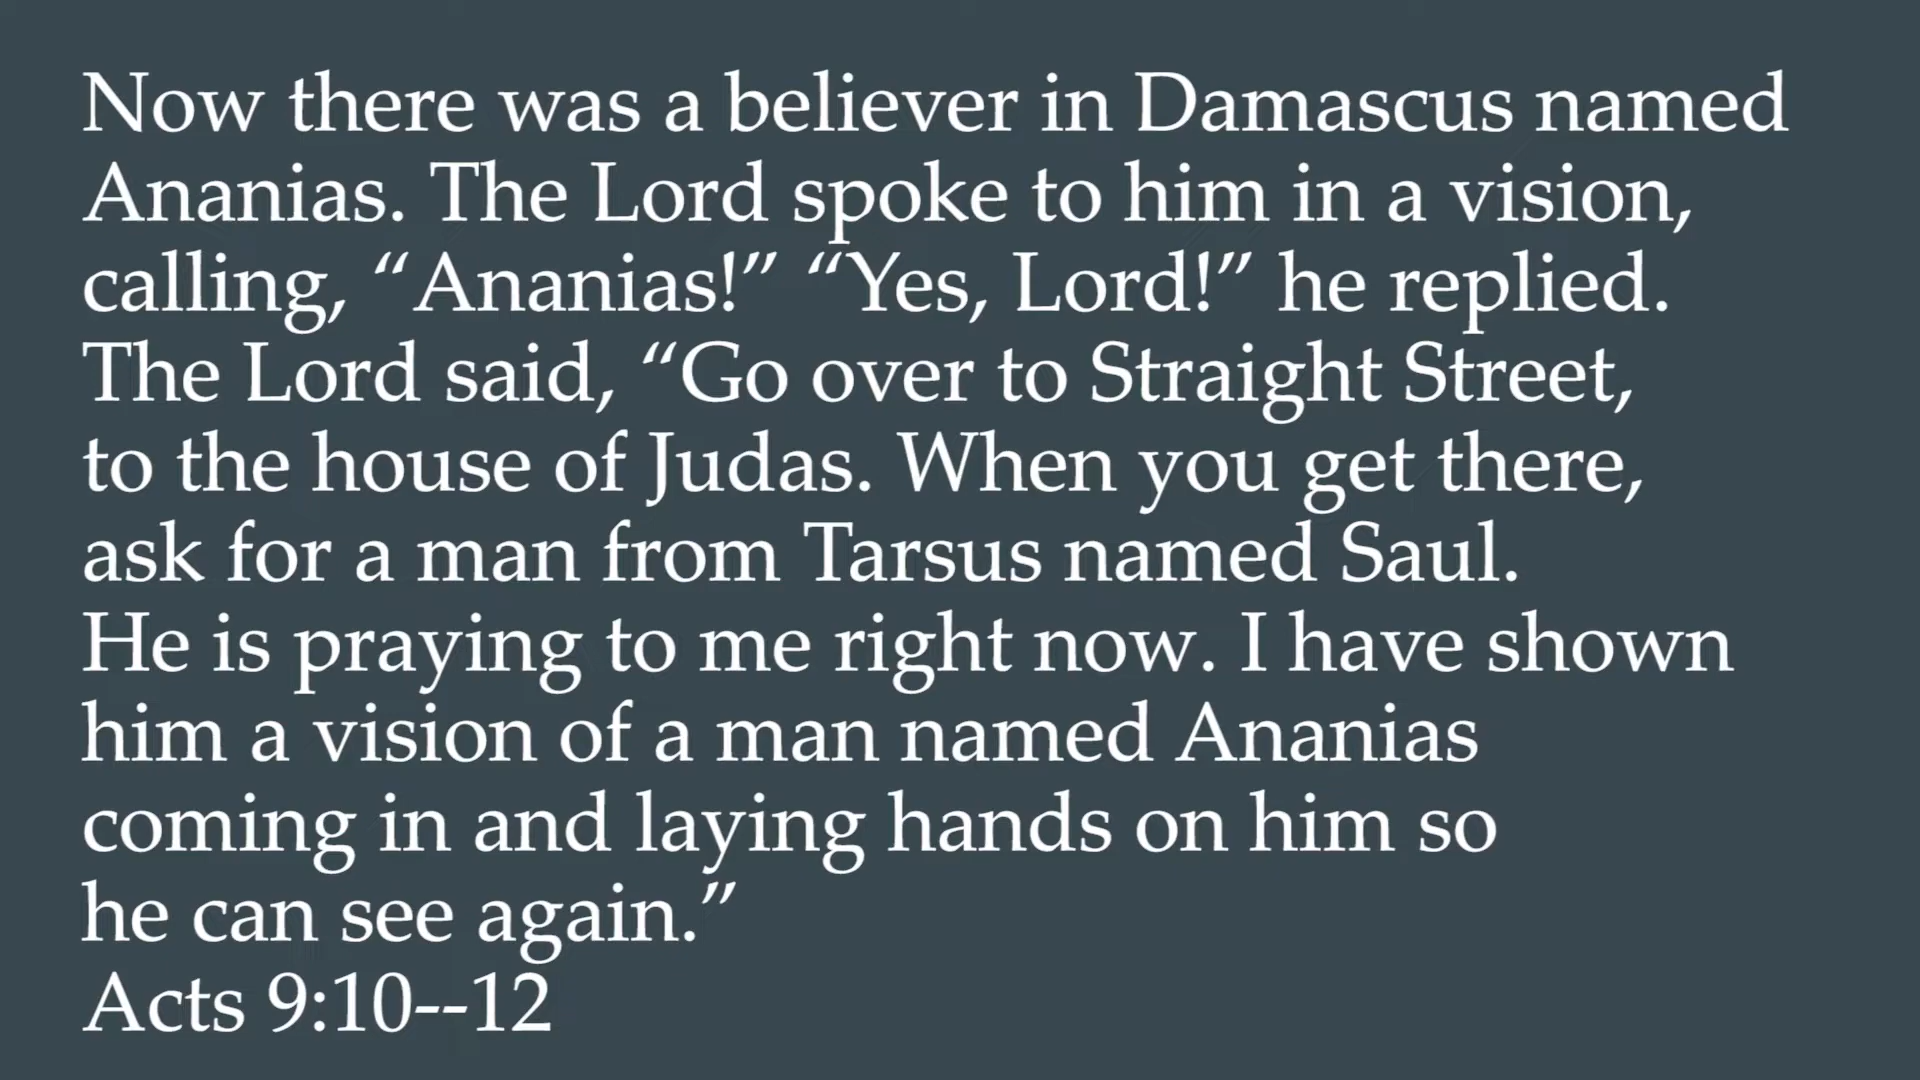 Now there was a believer in Damascus named
Ananias. The Lord spoke to him in a vision,
calling, “Ananias!” “Yes, Lord!” he replied.
The Lord said, “Go over to Straight Street,
to the house of Judas. When you get there,
ask for a man from Tarsus named Saul.
He is praying to me right now. I have shown
him a vision of a man named Ananias
coming in and laying hands on him so
he can see again.”
Acts 9:10--12